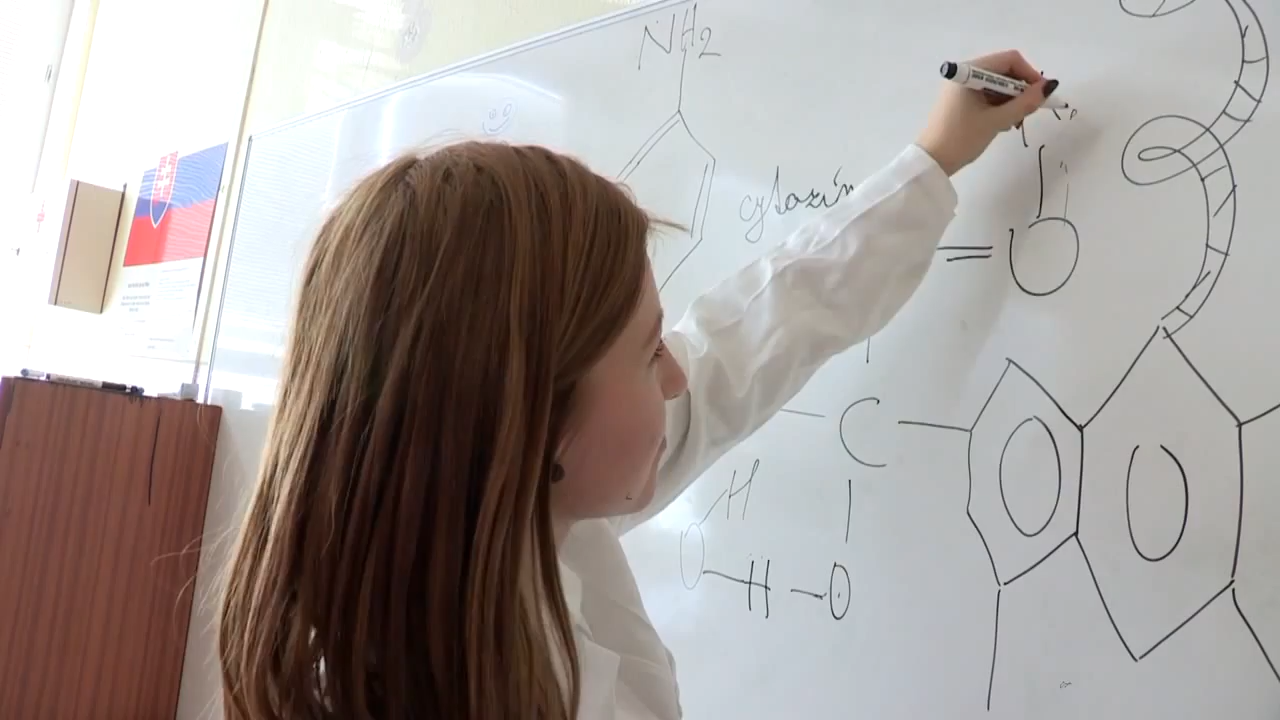 NH2
cytozín
= O
C
H
O H O